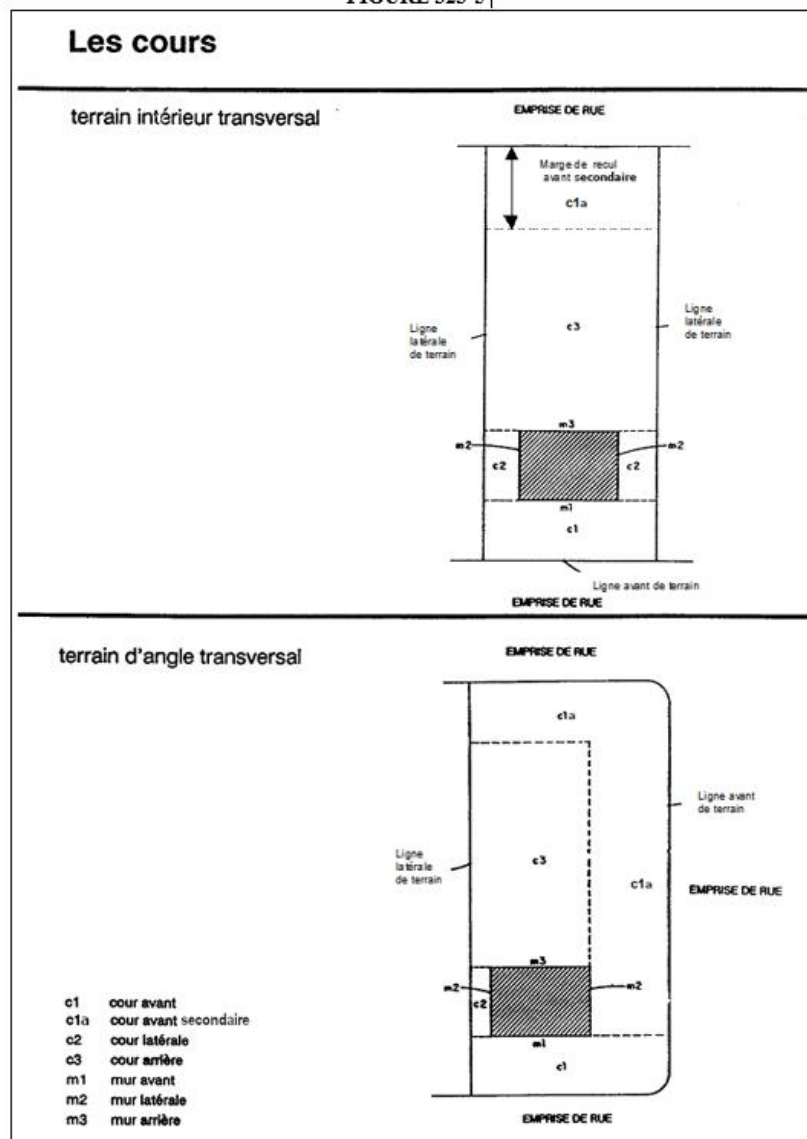 FIGURE 323-3
Les cours
terrain intérieur transversal
EMPRISE DE RUE
Marge de recul
avant secondaire
c1a
Ligne
latérale
de terrain
c3
Ligne
latérale
de terrain
m3
m2
m2
c2
c2
m1
c1
Ligne avant de terrain
EMPRISE DE RUE
terrain d'angle transversal
EMPRISE DE RUE
c1a
Ligne avant
de terrain
Ligne
latérale
de terrain
c3
c1a
EMPRISE DE RUE
m3
m2
m2
c2
m1
c1
EMPRISE DE RUE
c1 cour avant
c1a cour avant secondaire
c2 cour latérale
c3 cour arrière
m1 mur avant
m2 mur latérale
m3 mur arrière